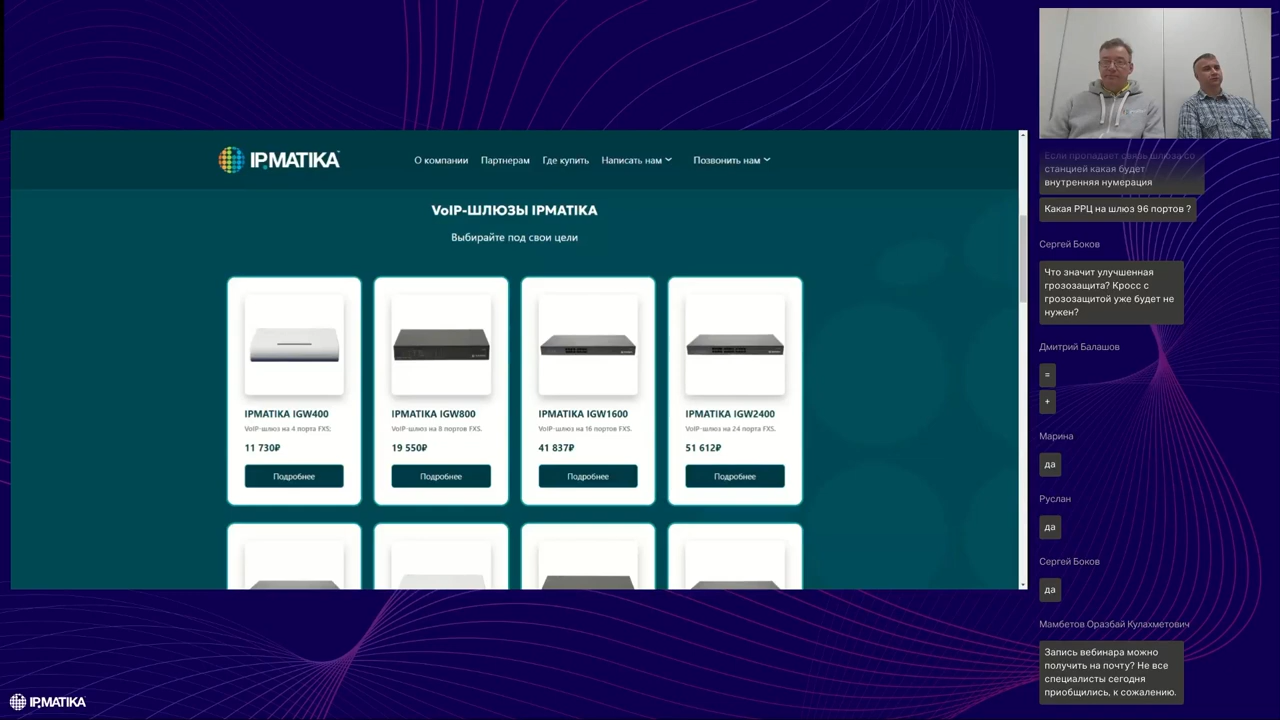 IPMATIKA
О компании
Партнерам
Где купить
Написать нам
Позвонить нам
VoIP-ШЛЮЗЫ IPMATIKA
Выбирайте под свои цели
IPMATIKA IGW400
VoIP-шлюз на 4 порта FXS;
11 730₽
Подробнее
IPMATIKA IGW800
VoIP-шлюз на 8 портов FXS.
19 550₽
Подробнее
IPMATIKA IGW1600
VoIP-шлюз на 16 портов FXS.
41 837₽
Подробнее
IPMATIKA IGW2400
VoIP-шлюз на 24 порта FXS.
51 612₽
Подробнее
IPMATIKA
Если пропадает связь шлюза со
станцией какая будет
внутренняя нумерация
Какая РРЦ на шлюз 96 портов ?
Сергей Боков
Что значит улучшенная
грозозащита? Кросс с
грозозащитой уже будет не
нужен?
Дмитрий Балашов
=
+
Марина
да
Руслан
да
Сергей Боков
да
Мамбетов Оразбай Кулахметович
Запись вебинара можно
получить на почту? Не все
специалисты сегодня
приобщились, к сожалению.